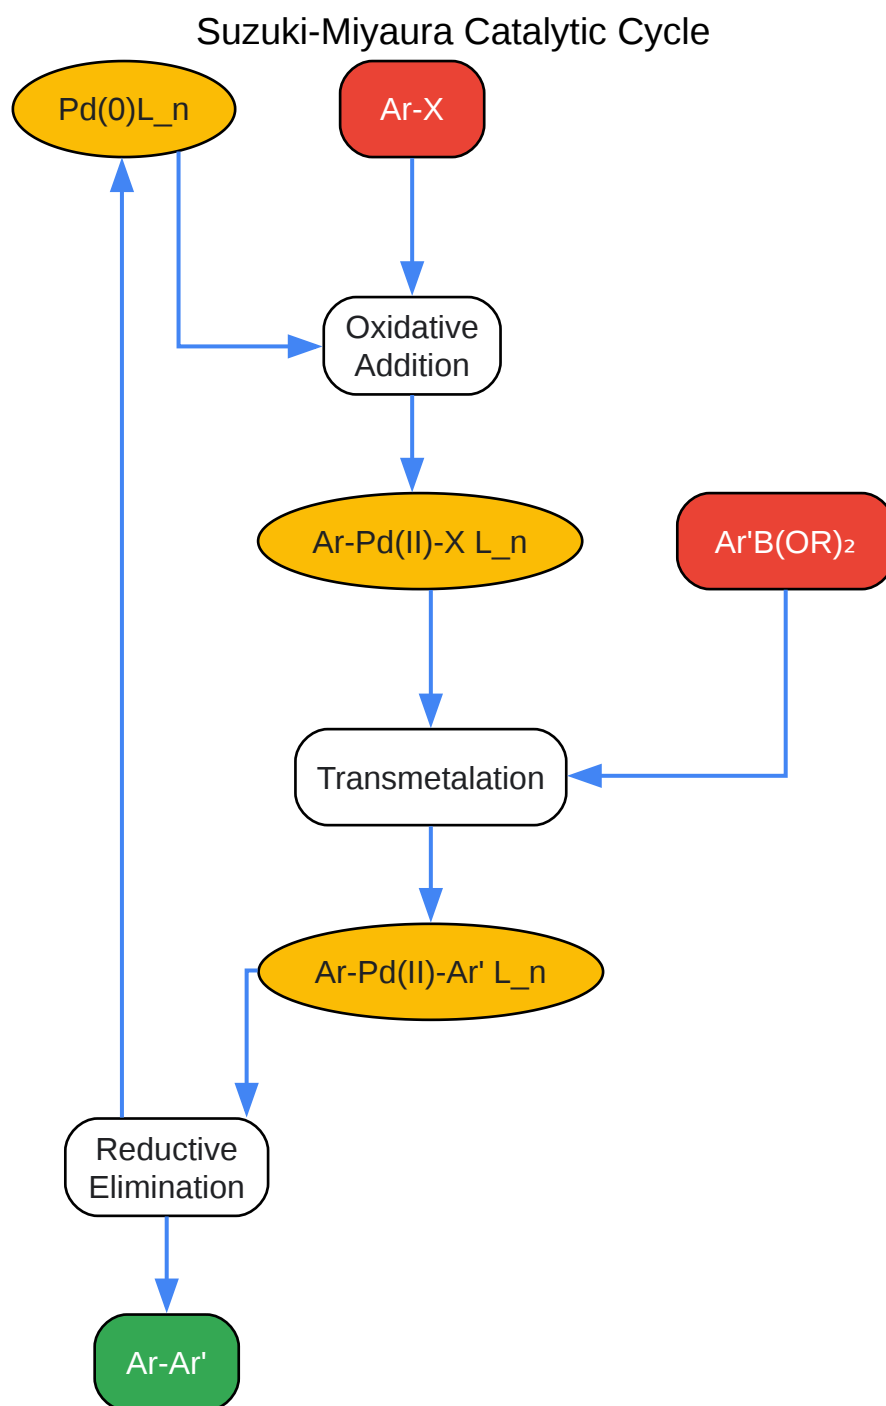 Suzuki-Miyaura Catalytic Cycle
Pd(0)L_n
Ar-X
Oxidative
Addition
Ar-Pd(II)-X L_n
Ar'B(OR)₂
Transmetalation
Ar-Pd(II)-Ar' L_n
Reductive
Elimination
Ar-Ar'